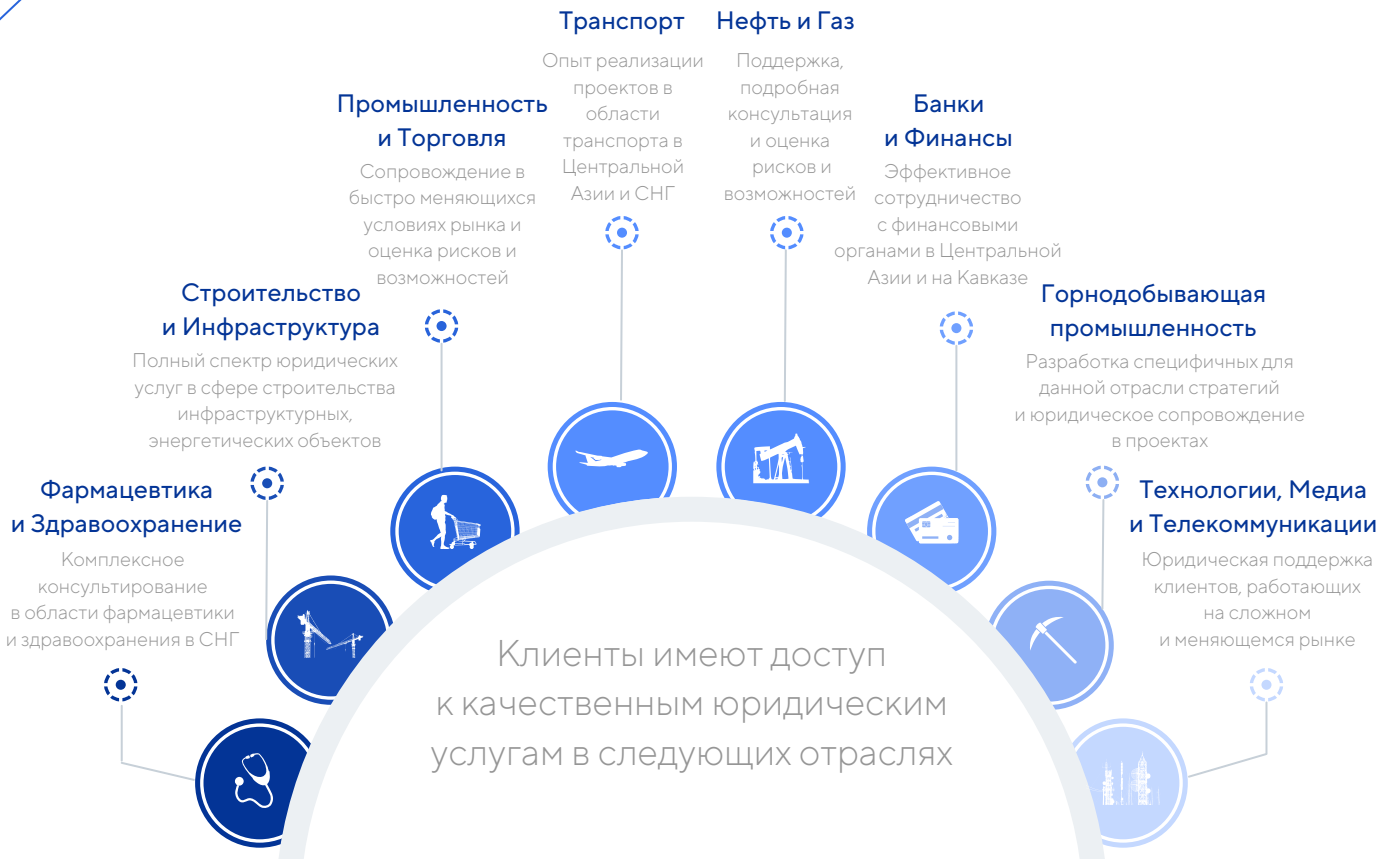 Транспорт
Опыт реализации
проектов в
области
транспорта в
Центральной
Азии и СНГ
Нефть и Газ
Поддержка,
подробная
консультация
и оценка
рисков и
возможностей
Промышленность
и Торговля
Сопровождение в
быстро меняющихся
условиях рынка и
оценка рисков и
возможностей
Банки
и Финансы
Эффективное
сотрудничество
с финансовыми
органами в Центральной
Азии и на Кавказе
Строительство
и Инфраструктура
Полный спектр юридических
услуг в сфере строительства
инфраструктурных,
энергетических объектов
Горнодобывающая
промышленность
Разработка специфичных для
данной отрасли стратегий
и юридическое сопровождение
в проектах
Фармацевтика
и Здравоохранение
Комплексное
консультирование
в области фармацевтики
и здравоохранения в СНГ
Технологии, Медиа
и Телекоммуникации
Юридическая поддержка
клиентов, работающих
на сложном
и меняющемся рынке
Клиенты имеют доступ
к качественным юридическим
услугам в следующих отраслях